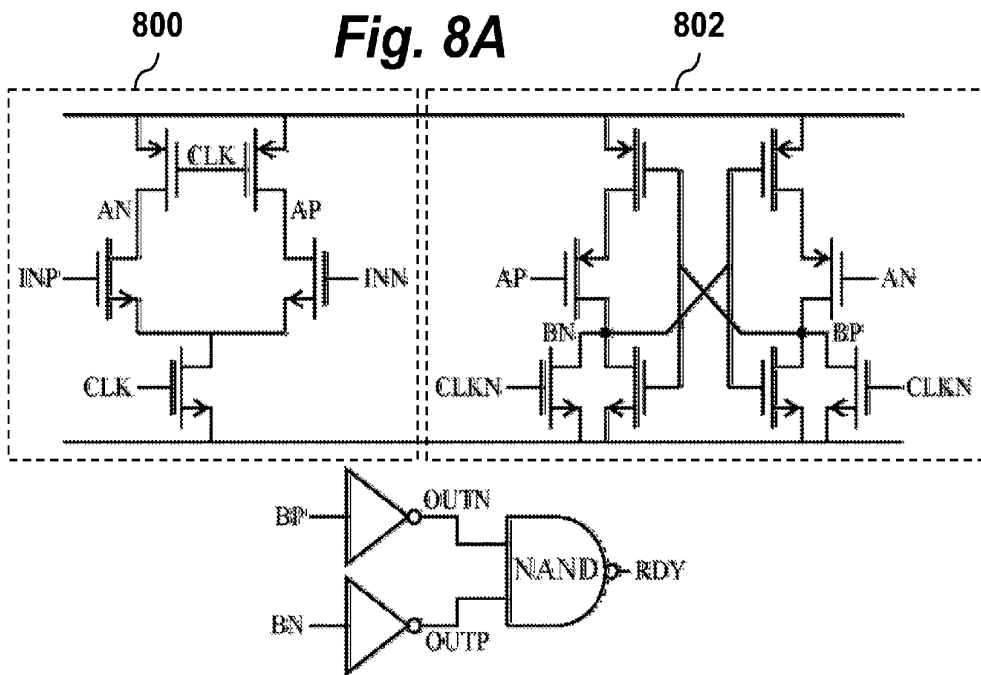 800
Fig. 8A
802
CLK
AN
AP
INP
INN
CLK
AP
AN
BN
BP
CLKN
CLKN
BP
OUTN
NAND
RDY
BN
OUTP